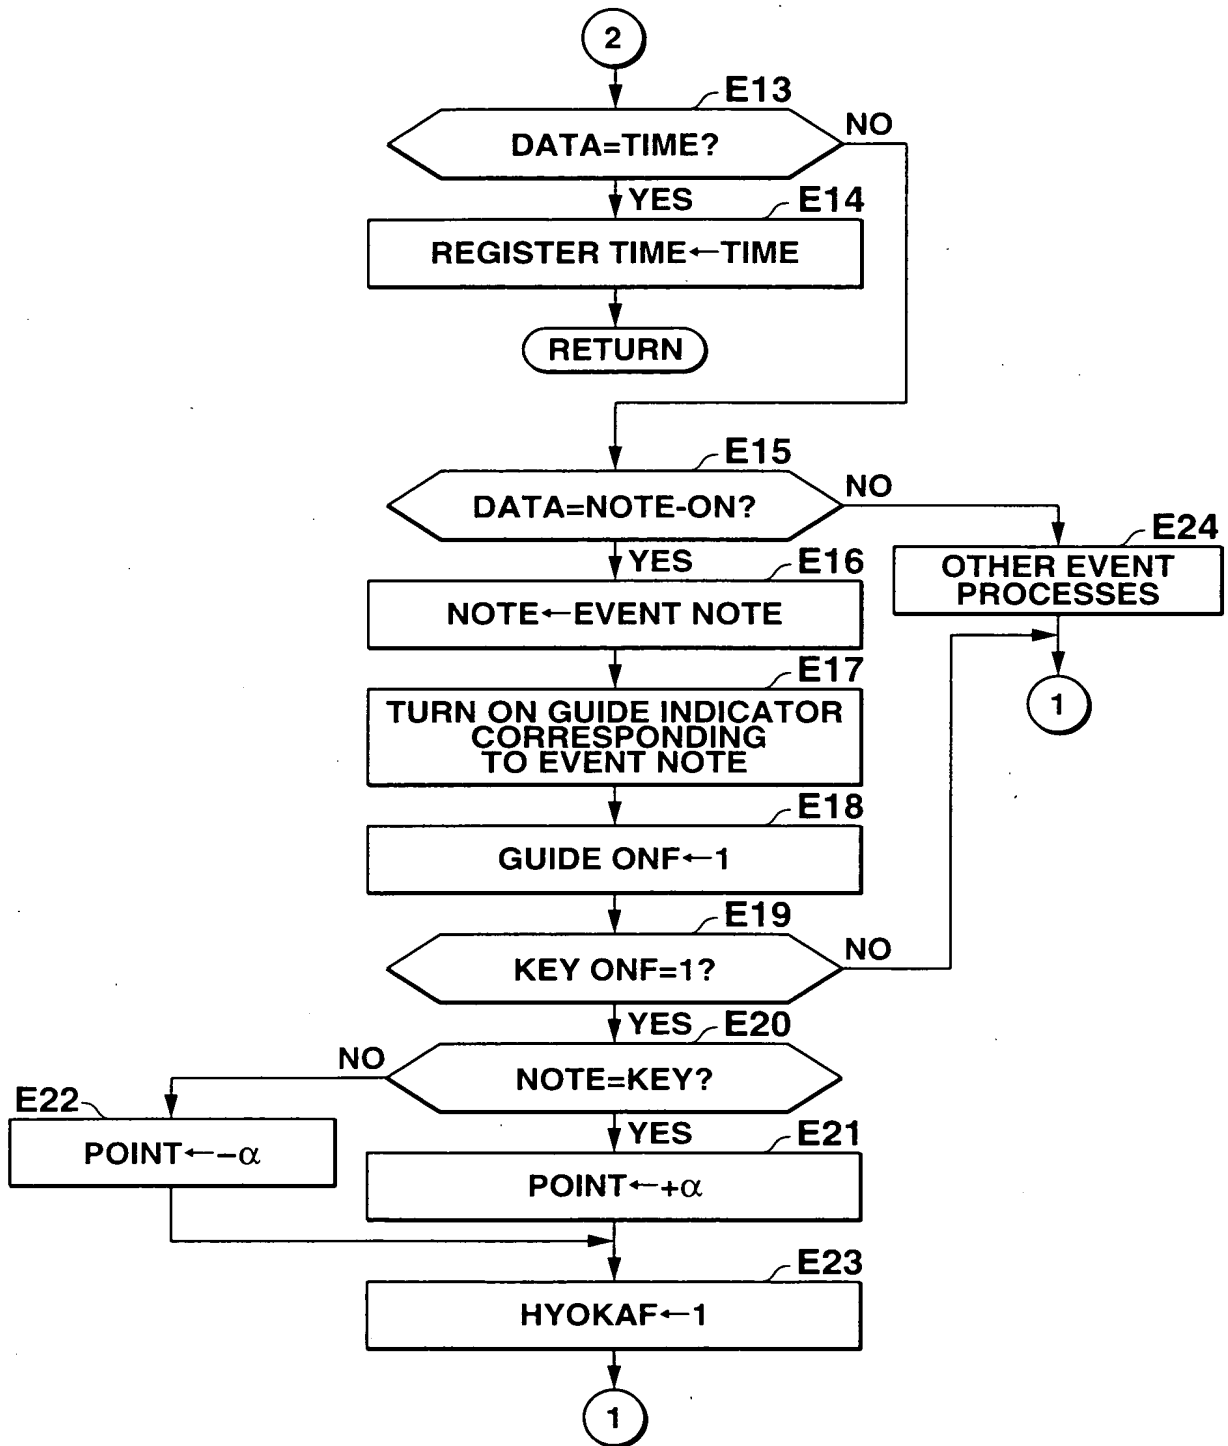 2
E13
DATA=TIME?
NO
YES
E14
REGISTER TIME←TIME
RETURN
E15
DATA=NOTE-ON?
NO
YES
E16
NOTE←EVENT NOTE
E24
OTHER EVENT
PROCESSES
1
E17
TURN ON GUIDE INDICATOR
CORRESPONDING
TO EVENT NOTE
E18
GUIDE ONF←1
E19
KEY ONF=1?
NO
YES
E20
NOTE=KEY?
NO
YES
E22
POINT←−α
E21
POINT←+α
E23
HYOKAF←1
1